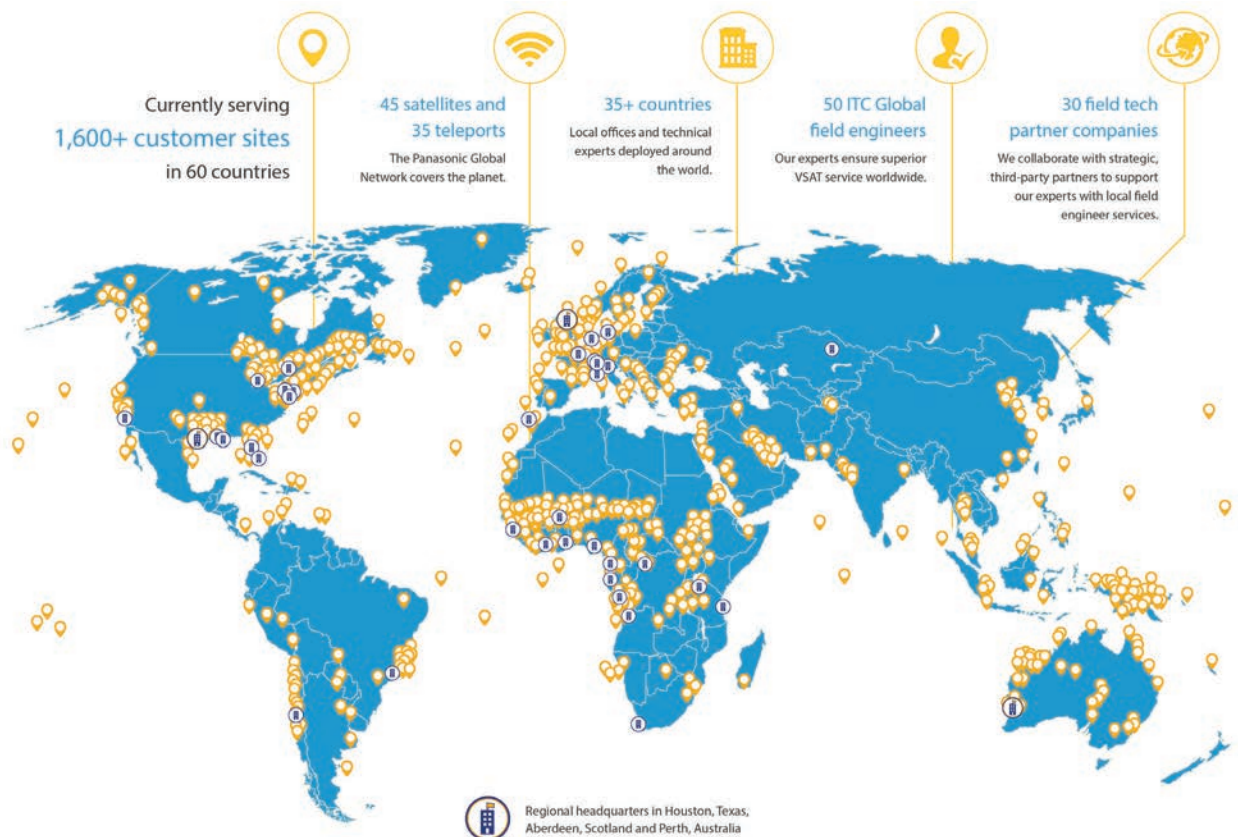 Currently serving
1,600+ customer sites
in 60 countries
45 satellites and
35 teleports
The Panasonic Global
Network covers the planet.
35+ countries
Local offices and technical
experts deployed around
the world.
50 ITC Global
field engineers
Our experts ensure superior
VSAT service worldwide.
30 field tech
partner companies
We collaborate with strategic,
third-party partners to support
our experts with local field
engineer services.
Regional headquarters in Houston, Texas,
Aberdeen, Scotland and Perth, Australia